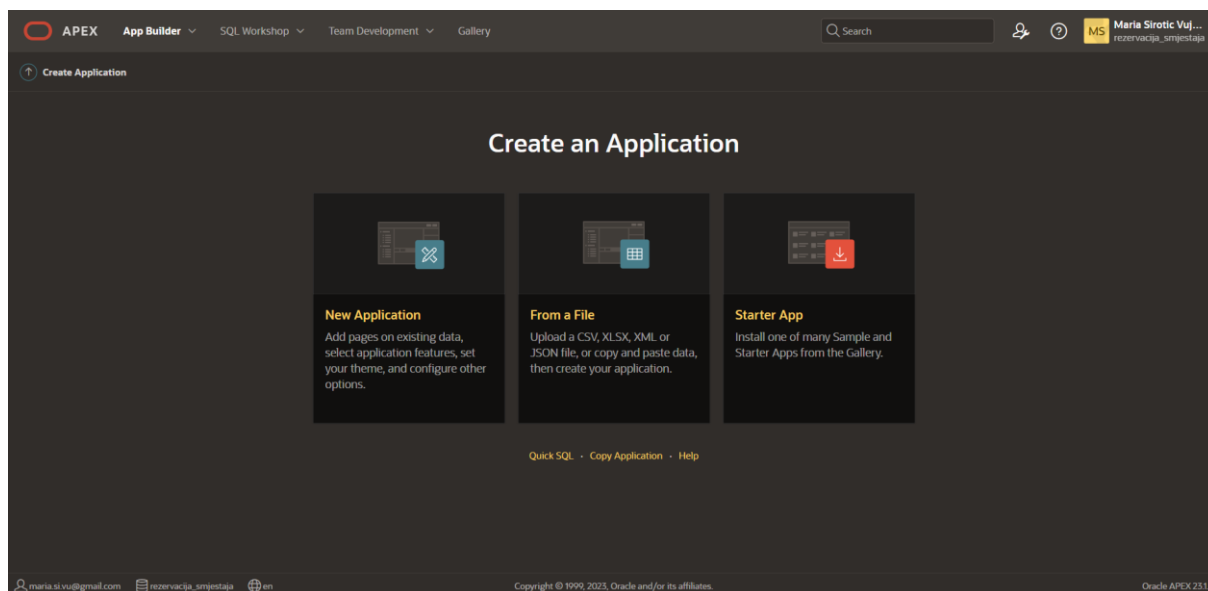 APEX App Builder SQL Workshop Team Development Gallery Search MS Maria Sirotic Vuj...
rezervacija_smjestaja
Create Application
Create an Application
New Application
Add pages on existing data,
select application features, set
your theme, and configure other
options.
From a File
Upload a CSV, XLSX, XML or
JSON file, or copy and paste data,
then create your application.
Starter App
Install one of many Sample and
Starter Apps from the Gallery.
Quick SQL · Copy Application · Help
maria.si.vu@gmail.com rezervacija_smjestaja en Copyright © 1999, 2023, Oracle and/or its affiliates. Oracle APEX 23.1